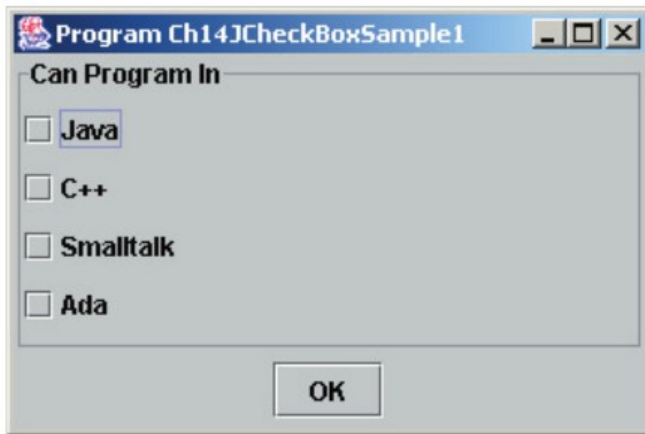 Program Ch14JCheckBoxSample1
Can Program In
Java
C++
Smalltalk
Ada
OK